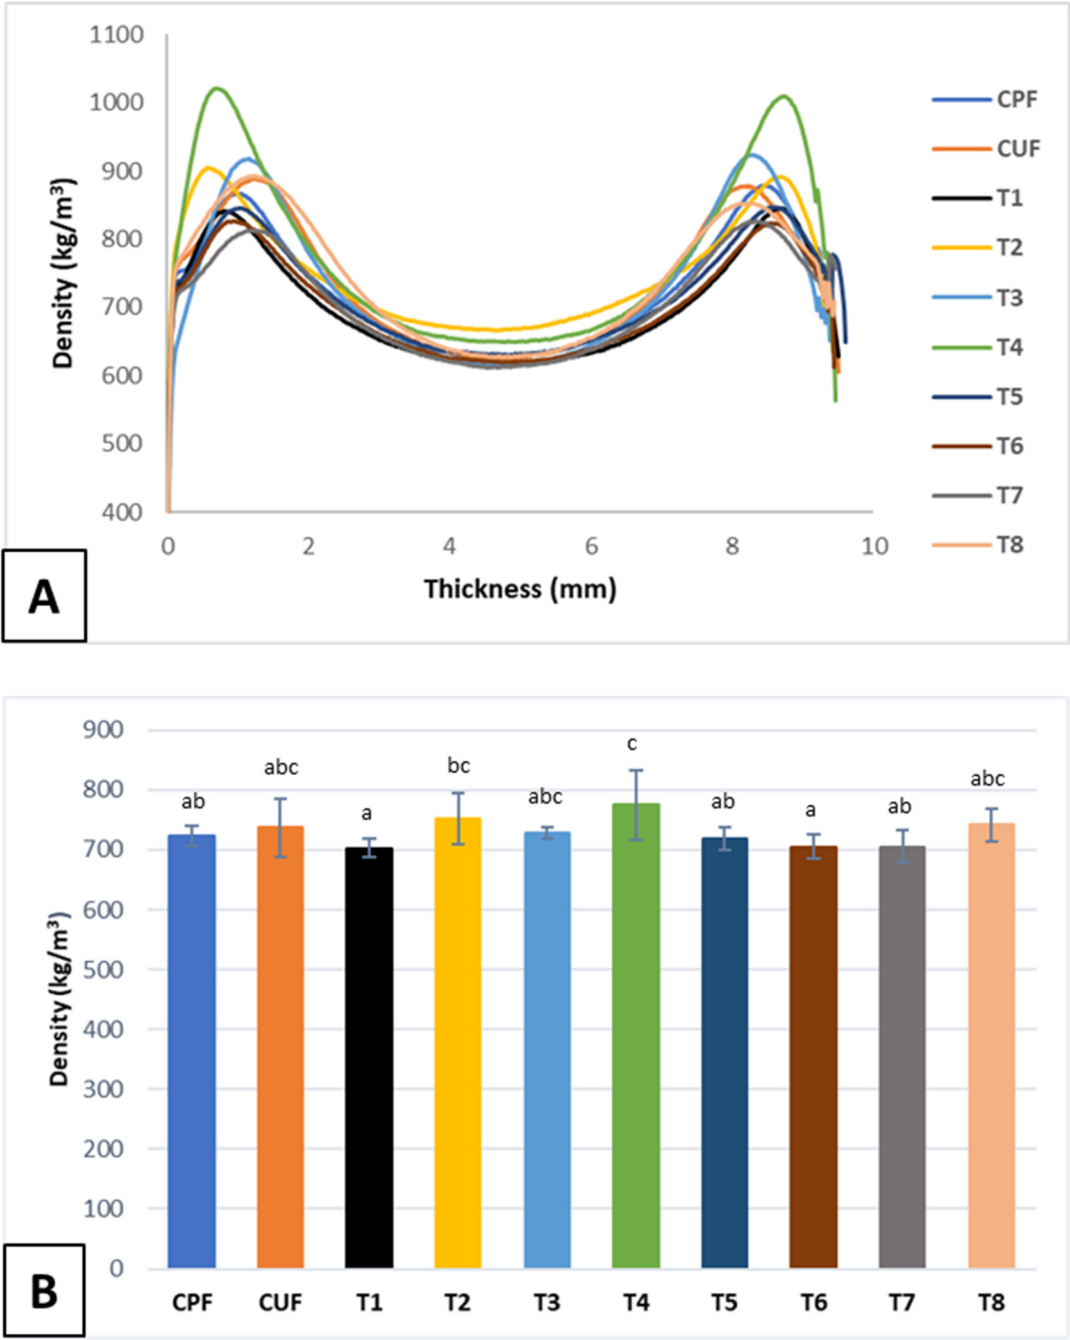 1100
1000
900
800
700
600
500
400
Density (kg/m³)
0 2 4 6 8 10
Thickness (mm)
CPF
CUF
T1
T2
T3
T4
T5
T6
T7
T8
A
900
800
700
600
500
400
300
200
100
0
Density (kg/m³)
ab abc a bc abc c ab a ab abc
CPF CUF T1 T2 T3 T4 T5 T6 T7 T8
B